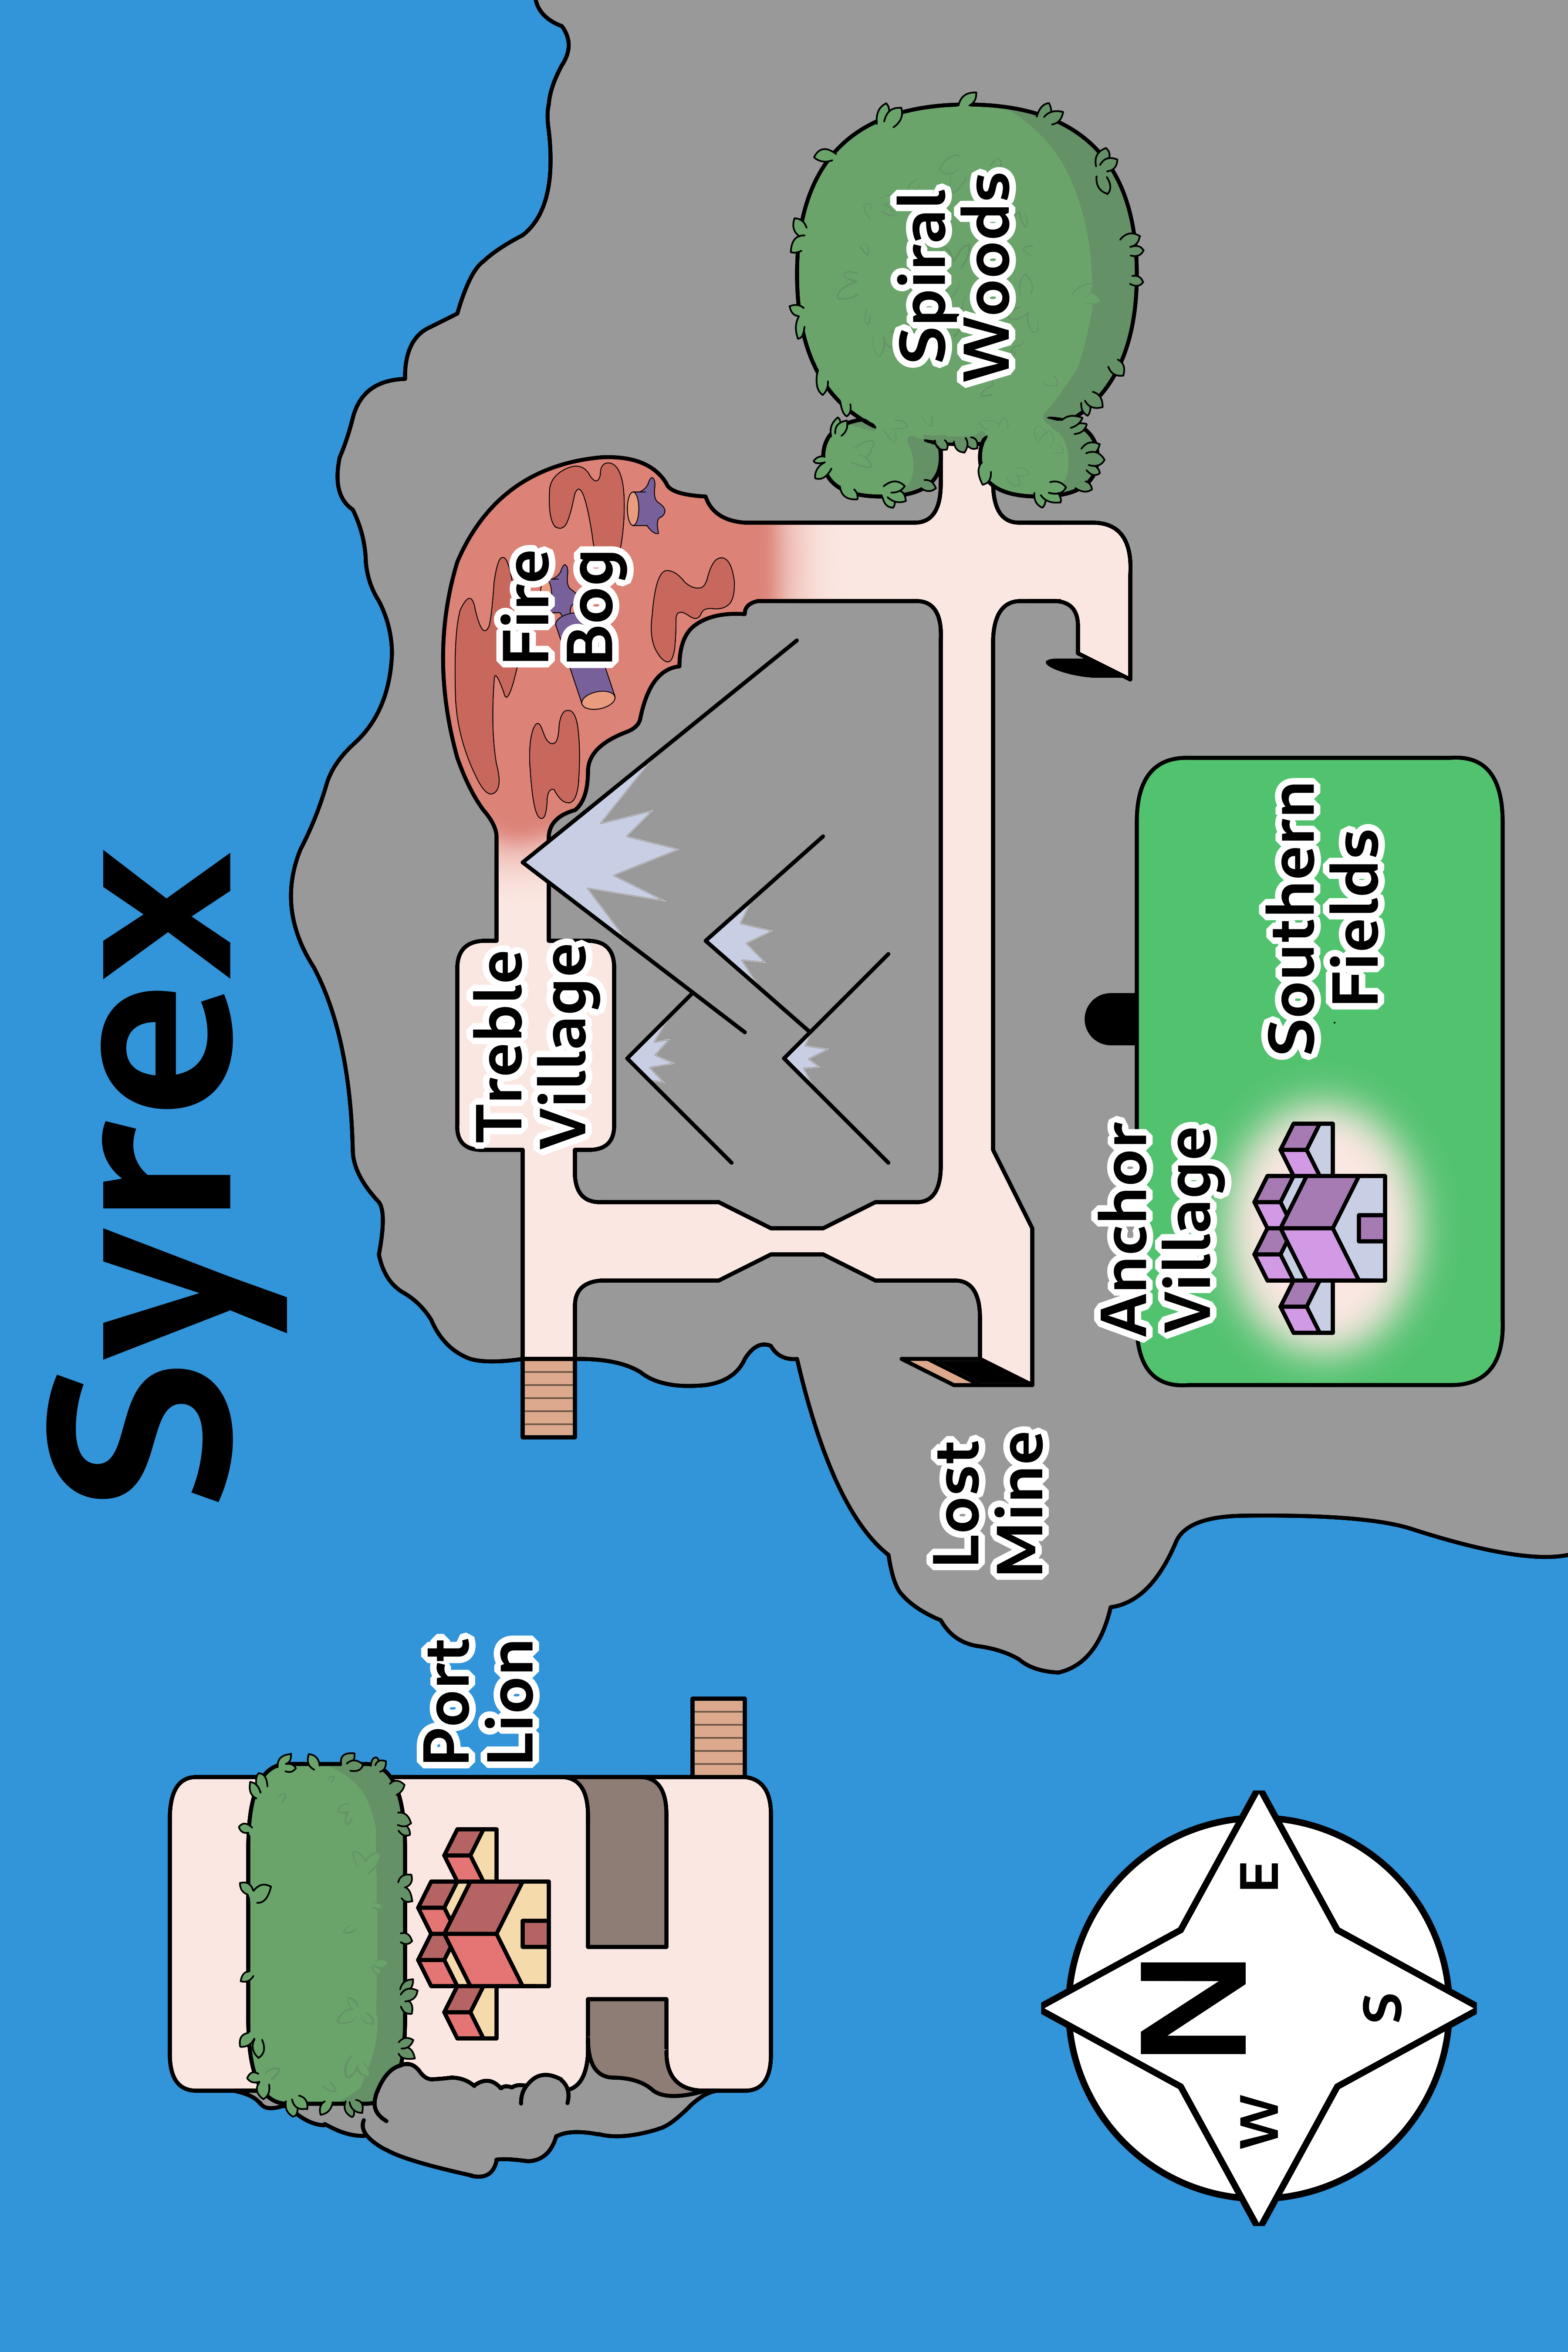 Syrex
Port
Lion
Treble
Village
Fire
Bog
Spiral
Woods
Lost
Mine
Anchor
Village
Southern
Fields
N
W
E
S